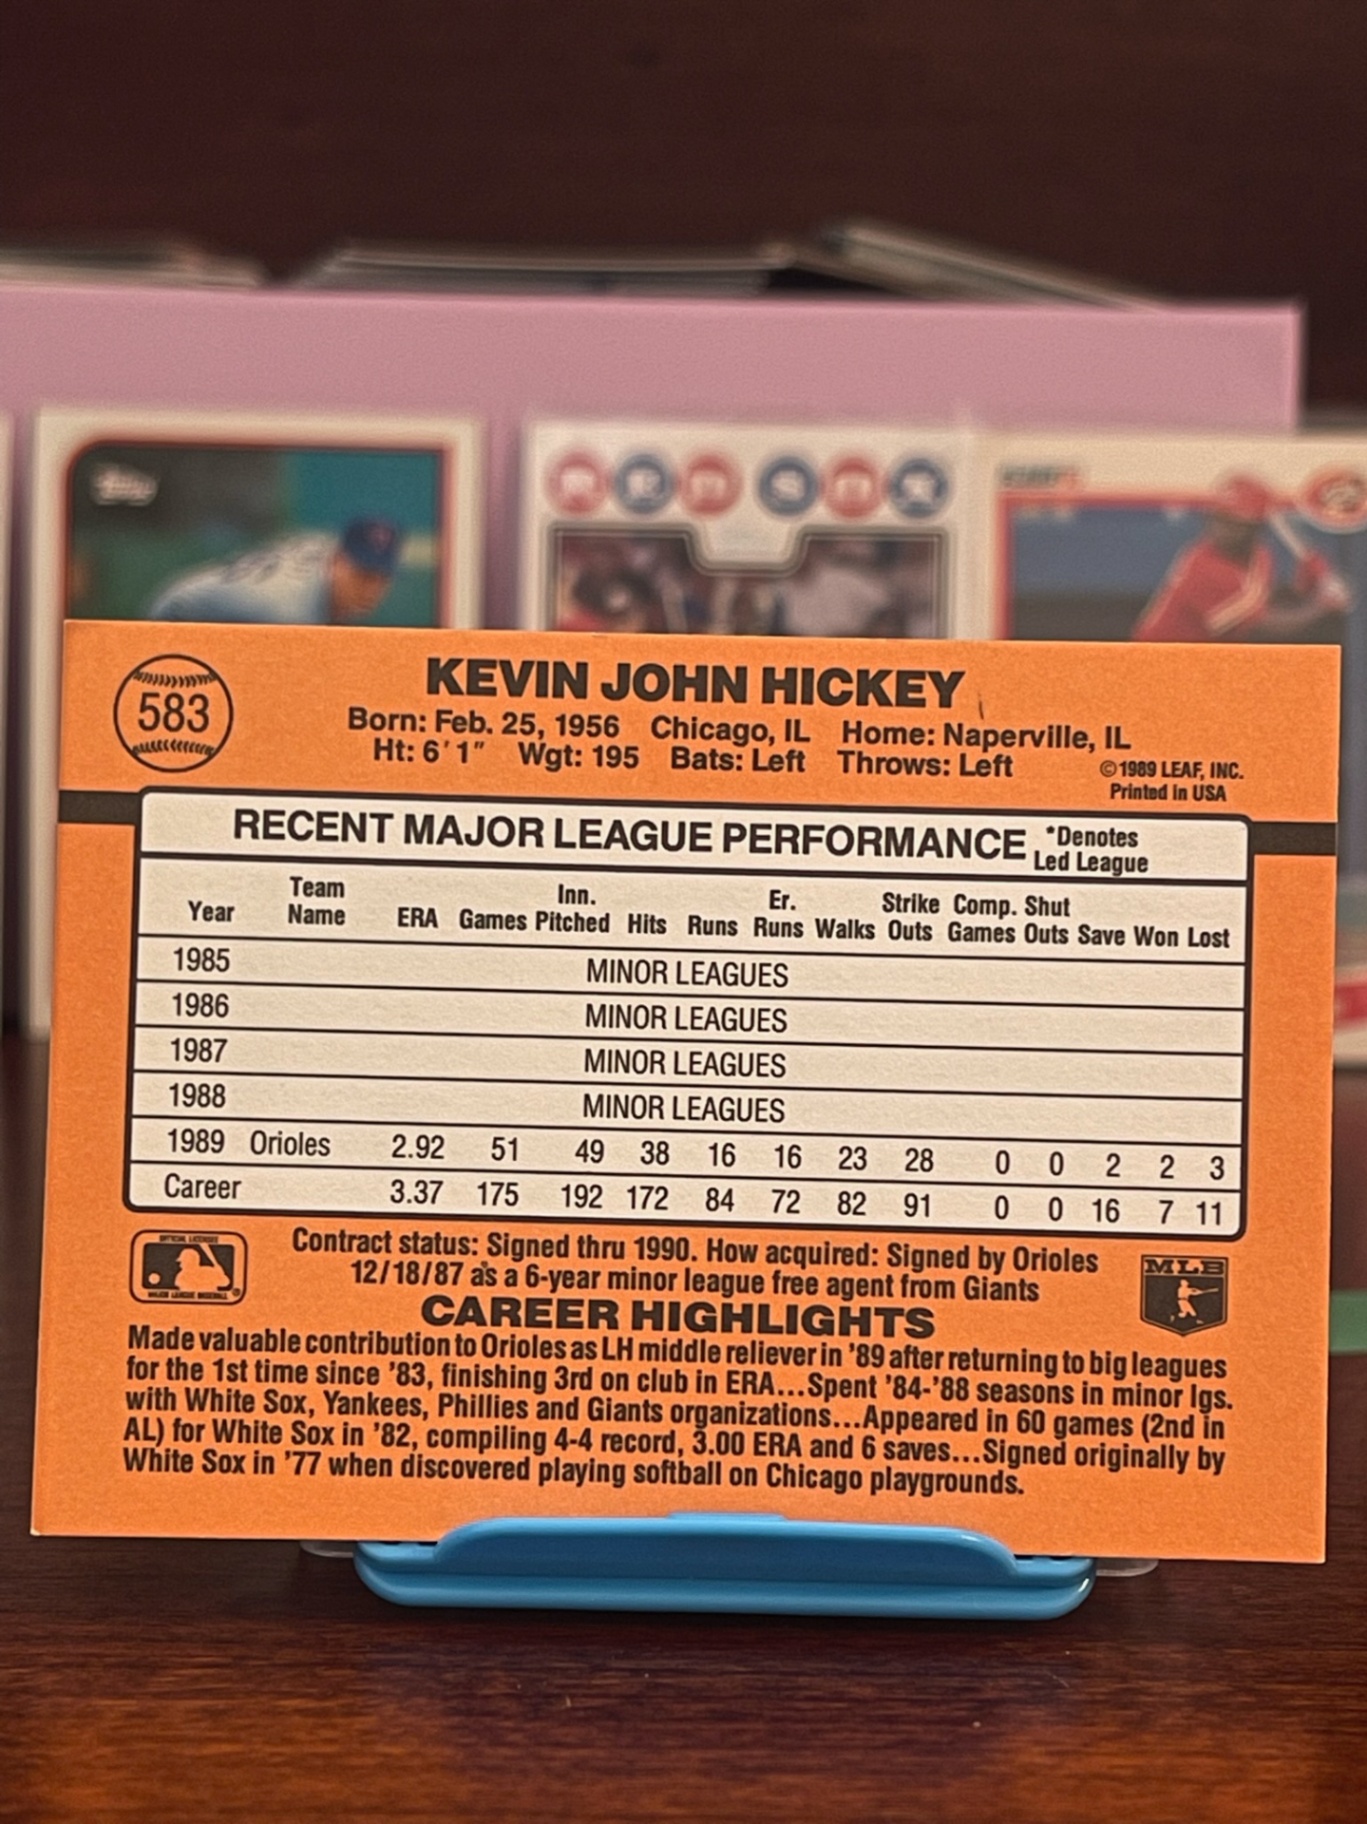 Topps
RED SOX
583
KEVIN JOHN HICKEY
Born: Feb. 25, 1956 Chicago, IL Home: Naperville, IL
Ht: 6'1" Wgt: 195 Bats: Left Throws: Left
©1989 LEAF, INC.
Printed in USA
RECENT MAJOR LEAGUE PERFORMANCE *Denotes Led League
Year Team Name ERA Games Inn. Pitched Hits Runs Er. Runs Walks Strike Outs Comp. Games Shut Outs Save Won Lost
1985 MINOR LEAGUES
1986 MINOR LEAGUES
1987 MINOR LEAGUES
1988 MINOR LEAGUES
1989 Orioles 2.92 51 49 38 16 16 23 28 0 0 2 2 3
Career 3.37 175 192 172 84 72 82 91 0 0 16 7 11
Contract status: Signed thru 1990. How acquired: Signed by Orioles
12/18/87 as a 6-year minor league free agent from Giants
MLB
CAREER HIGHLIGHTS
Made valuable contribution to Orioles as LH middle reliever in '89 after returning to big leagues
for the 1st time since '83, finishing 3rd on club in ERA...Spent '84-'88 seasons in minor lgs.
with White Sox, Yankees, Phillies and Giants organizations...Appeared in 60 games (2nd in
AL) for White Sox in '82, compiling 4-4 record, 3.00 ERA and 6 saves...Signed originally by
White Sox in '77 when discovered playing softball on Chicago playgrounds.